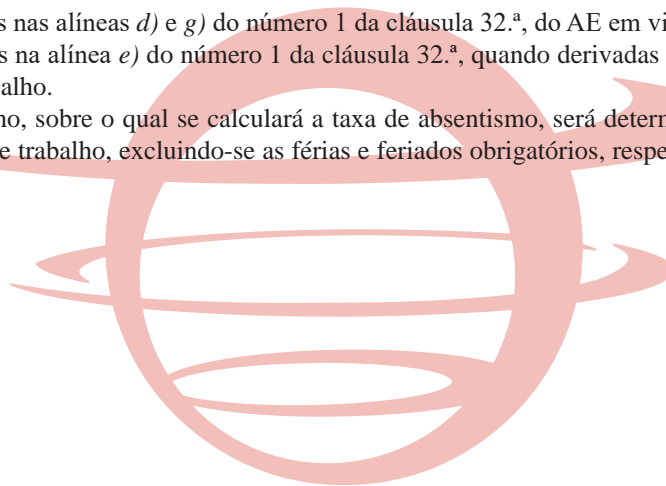 s nas alíneas d) e g) do número 1 da cláusula 32.ª, do AE em vi
s na alínea e) do número 1 da cláusula 32.ª, quando derivadas
alho.
no, sobre o qual se calculará a taxa de absentismo, será determ
e trabalho, excluindo-se as férias e feriados obrigatórios, respe